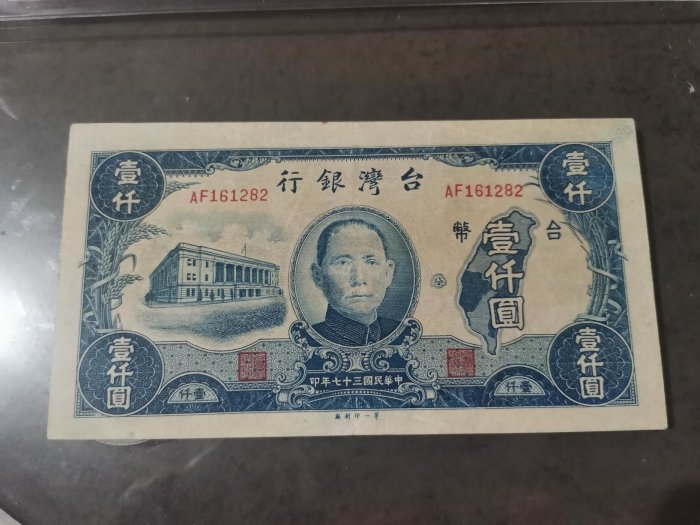 壹仟
台灣銀行
壹仟
AF161282
AF161282
台幣
壹仟圓
壹仟圓
壹仟
中華民國三十七年印
壹仟
壹仟圓
第一印刷廠